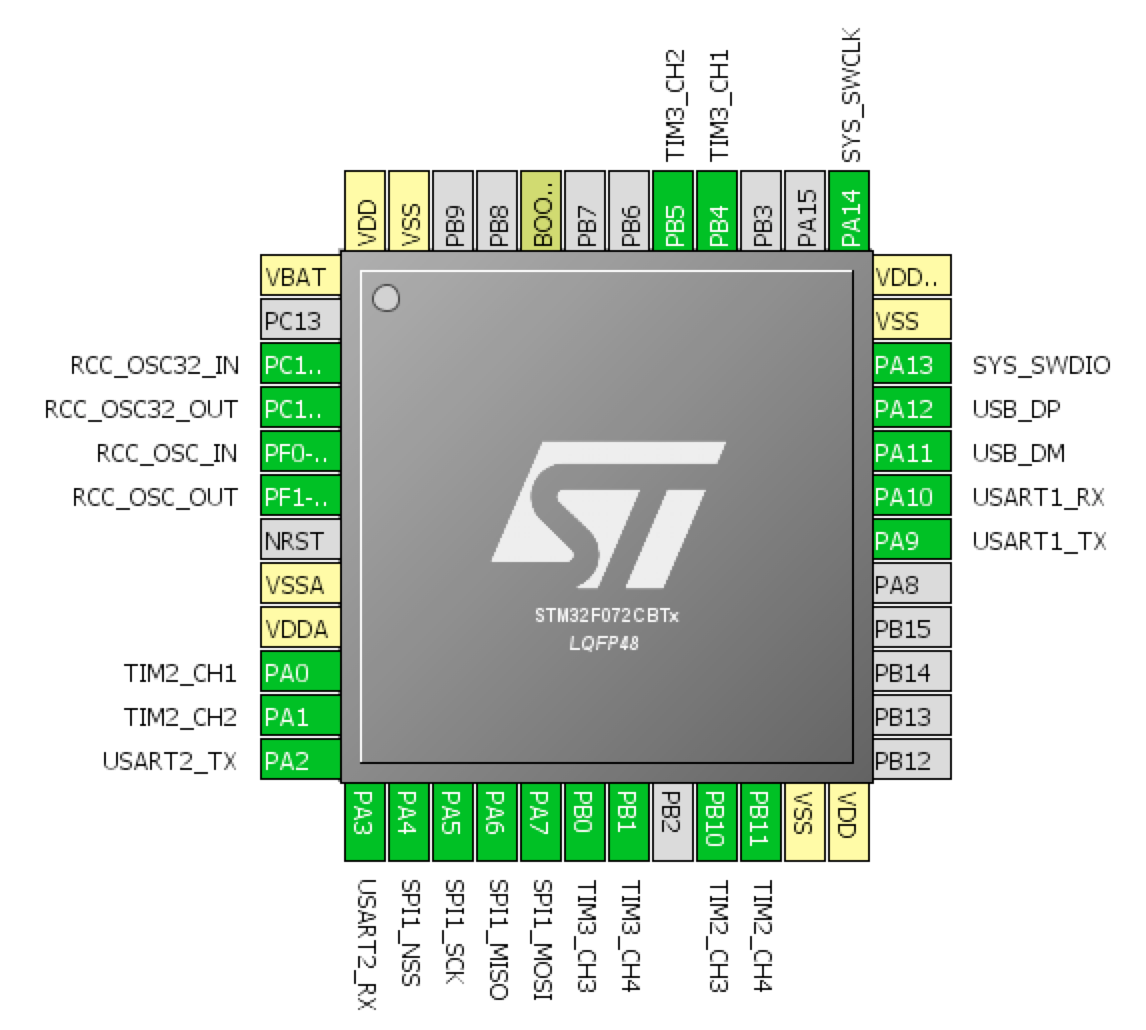 TIM3_CH2
TIM3_CH1
SYS_SWCLK
VDD
VSS
PB9
PB8
BOO..
PB7
PB6
PB5
PB4
PB3
PA15
PA14
VBAT
PC13
RCC_OSC32_IN PC1..
RCC_OSC32_OUT PC1..
RCC_OSC_IN PF0-..
RCC_OSC_OUT PF1-..
NRST
VSSA
VDDA
TIM2_CH1 PA0
TIM2_CH2 PA1
USART2_TX PA2
ST
STM32F072CBTx
LQFP48
VDD..
VSS
PA13 SYS_SWDIO
PA12 USB_DP
PA11 USB_DM
PA10 USART1_RX
PA9 USART1_TX
PA8
PB15
PB14
PB13
PB12
PA3
PA4
PA5
PA6
PA7
PB0
PB1
PB2
PB10
PB11
VSS
VDD
USART2_RX
SPI1_NSS
SPI1_SCK
SPI1_MISO
SPI1_MOSI
TIM3_CH3
TIM3_CH4
TIM2_CH3
TIM2_CH4